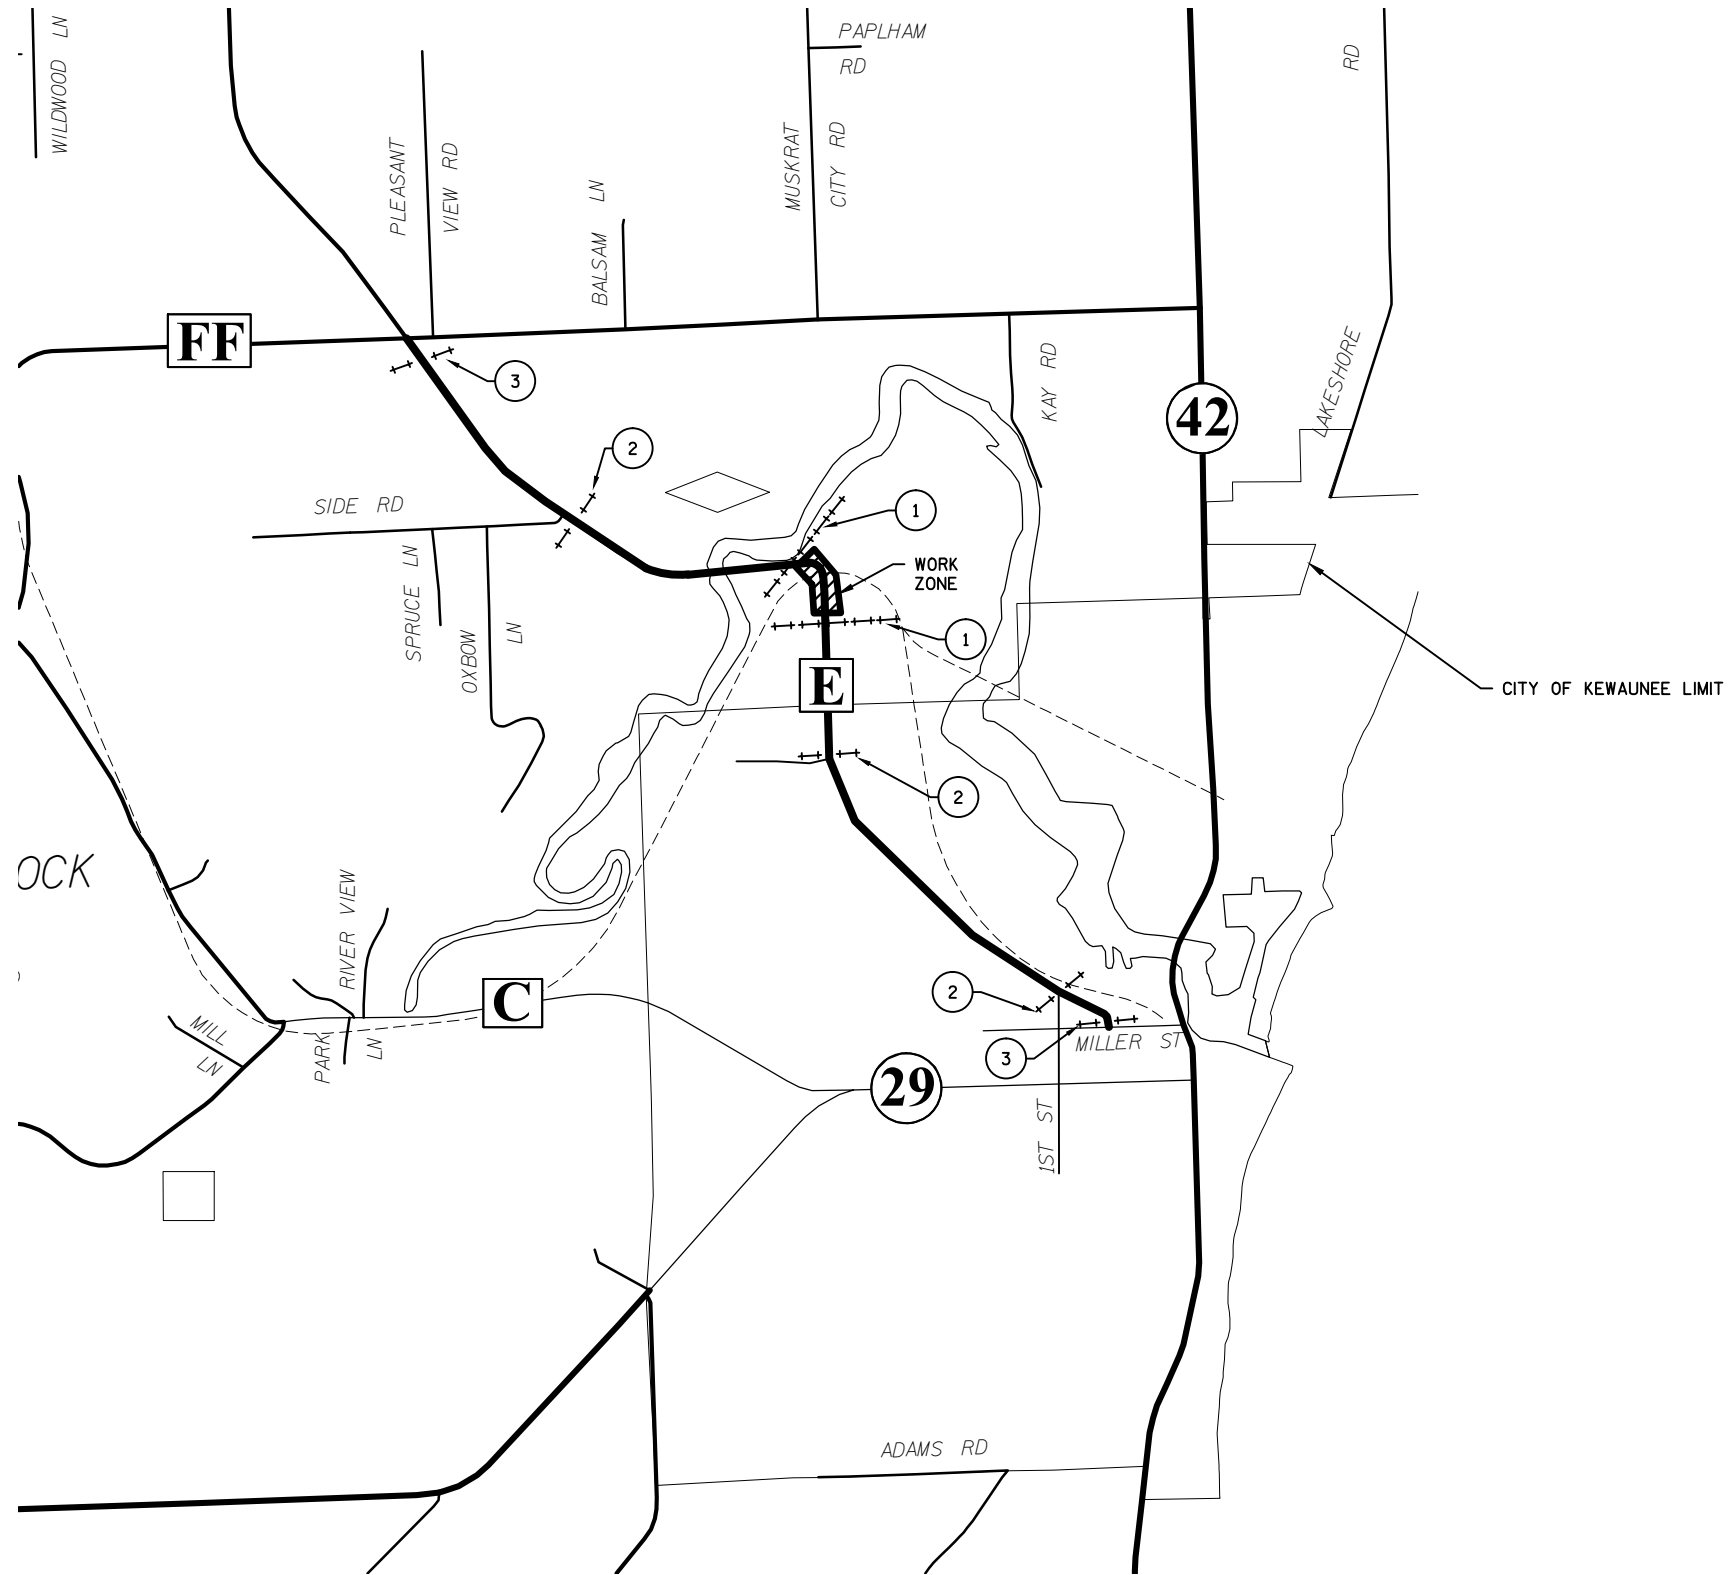 WILDWOOD LN
PAPLHAM
RD
RD
PLEASANT
VIEW RD
BALSAM LN
MUSKRAT
CITY RD
FF
3
KAY RD
LAKESHORE
42
2
SIDE RD
1
WORK
ZONE
SPRUCE LN
OXBOW
LN
1
E
CITY OF KEWAUNEE LIMIT
2
OCK
RIVER VIEW
C
2
MILL
LN
PARK
LN
3
MILLER ST
29
1ST ST
ADAMS RD